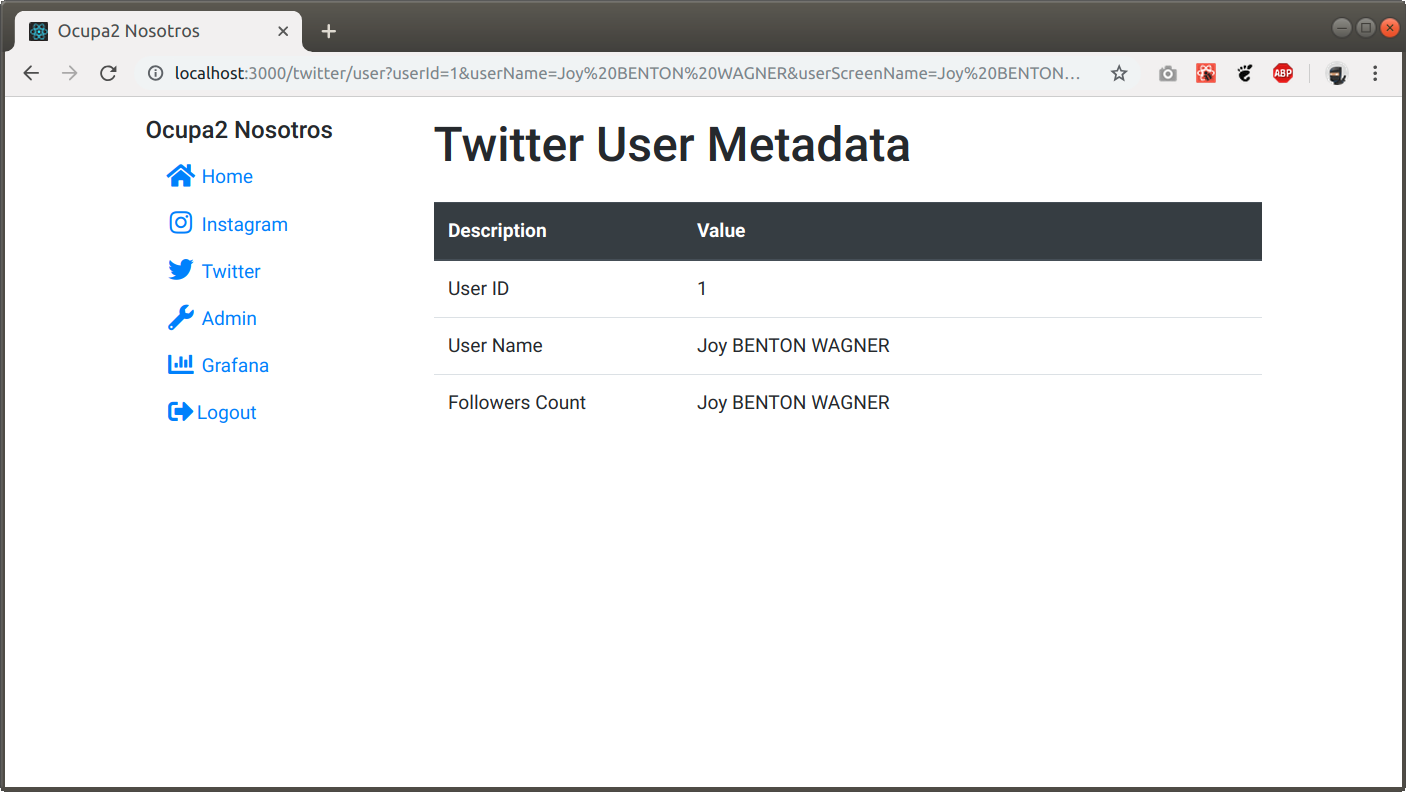 Ocupa2 Nosotros
localhost:3000/twitter/user?userId=1&userName=Joy%20BENTON%20WAGNER&userScreenName=Joy%20BENTON...
ABP
Ocupa2 Nosotros
Home
Instagram
Twitter
Admin
Grafana
Logout
Twitter User Metadata
Description Value
User ID 1
User Name Joy BENTON WAGNER
Followers Count Joy BENTON WAGNER